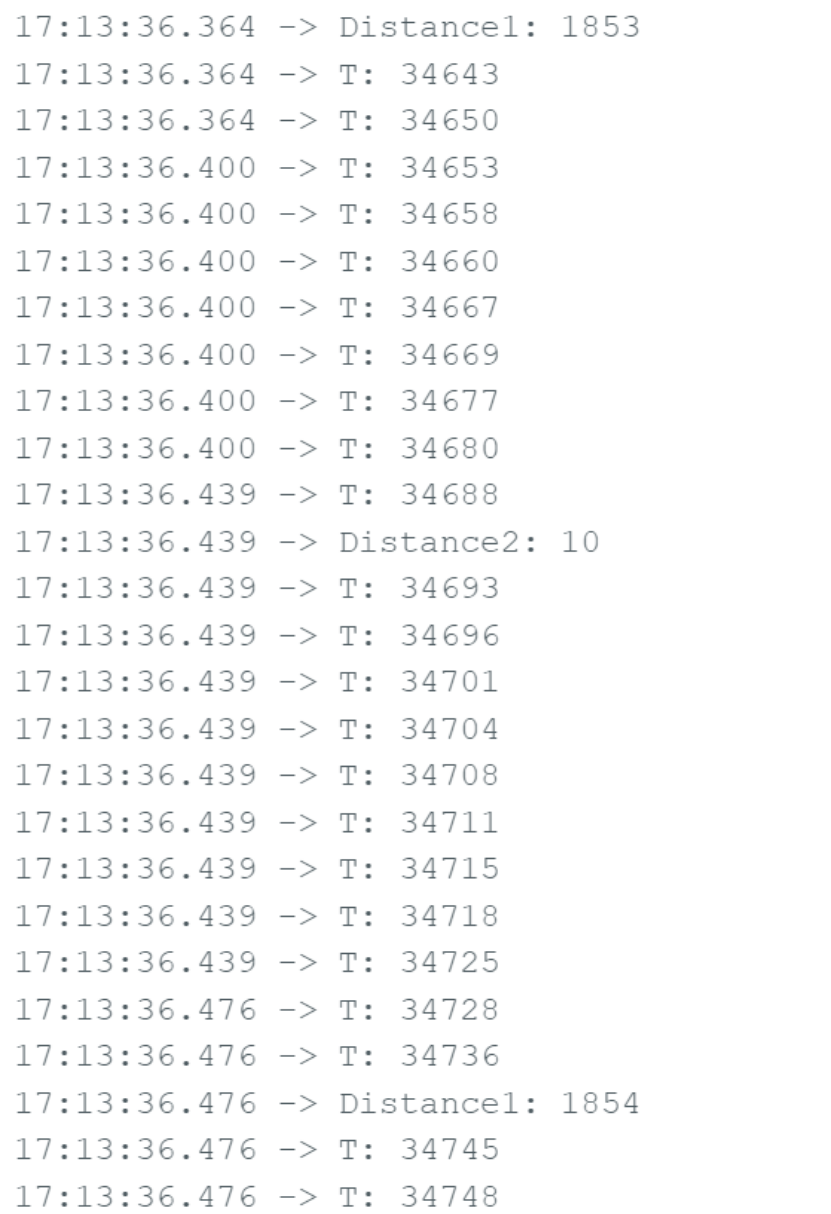 17:13:36.364 -> Distance1: 1853
17:13:36.364 -> T: 34643
17:13:36.364 -> T: 34650
17:13:36.400 -> T: 34653
17:13:36.400 -> T: 34658
17:13:36.400 -> T: 34660
17:13:36.400 -> T: 34667
17:13:36.400 -> T: 34669
17:13:36.400 -> T: 34677
17:13:36.400 -> T: 34680
17:13:36.439 -> T: 34688
17:13:36.439 -> Distance2: 10
17:13:36.439 -> T: 34693
17:13:36.439 -> T: 34696
17:13:36.439 -> T: 34701
17:13:36.439 -> T: 34704
17:13:36.439 -> T: 34708
17:13:36.439 -> T: 34711
17:13:36.439 -> T: 34715
17:13:36.439 -> T: 34718
17:13:36.439 -> T: 34725
17:13:36.476 -> T: 34728
17:13:36.476 -> T: 34736
17:13:36.476 -> Distance1: 1854
17:13:36.476 -> T: 34745
17:13:36.476 -> T: 34748